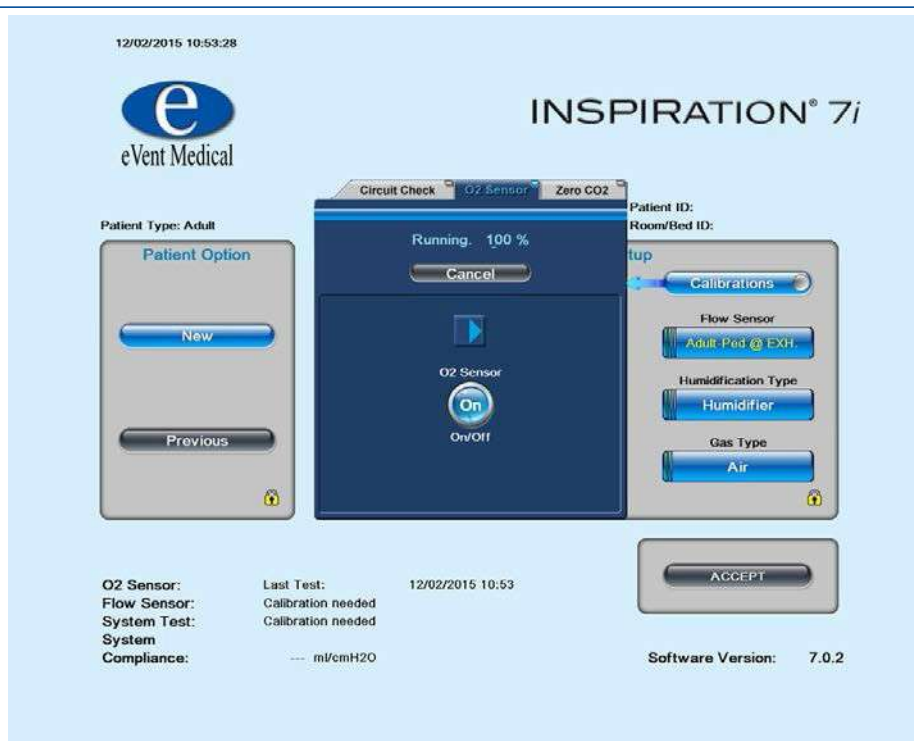 12/02/2015 10:53:28
e
eVent Medical
INSPIRATION® 7i
Circuit Check
O2 Sensor
Zero CO2
Patient ID:
Room/Bed ID:
Patient Type: Adult
Patient Option
New
Previous
Running. 100 %
Cancel
O2 Sensor
On
On/Off
tup
Calibrations
Flow Sensor
Adult-Ped @ EXH.
Humidification Type
Humidifier
Gas Type
Air
ACCEPT
O2 Sensor: Last Test: 12/02/2015 10:53
Flow Sensor: Calibration needed
System Test: Calibration needed
System
Compliance: --- ml/cmH2O
Software Version: 7.0.2